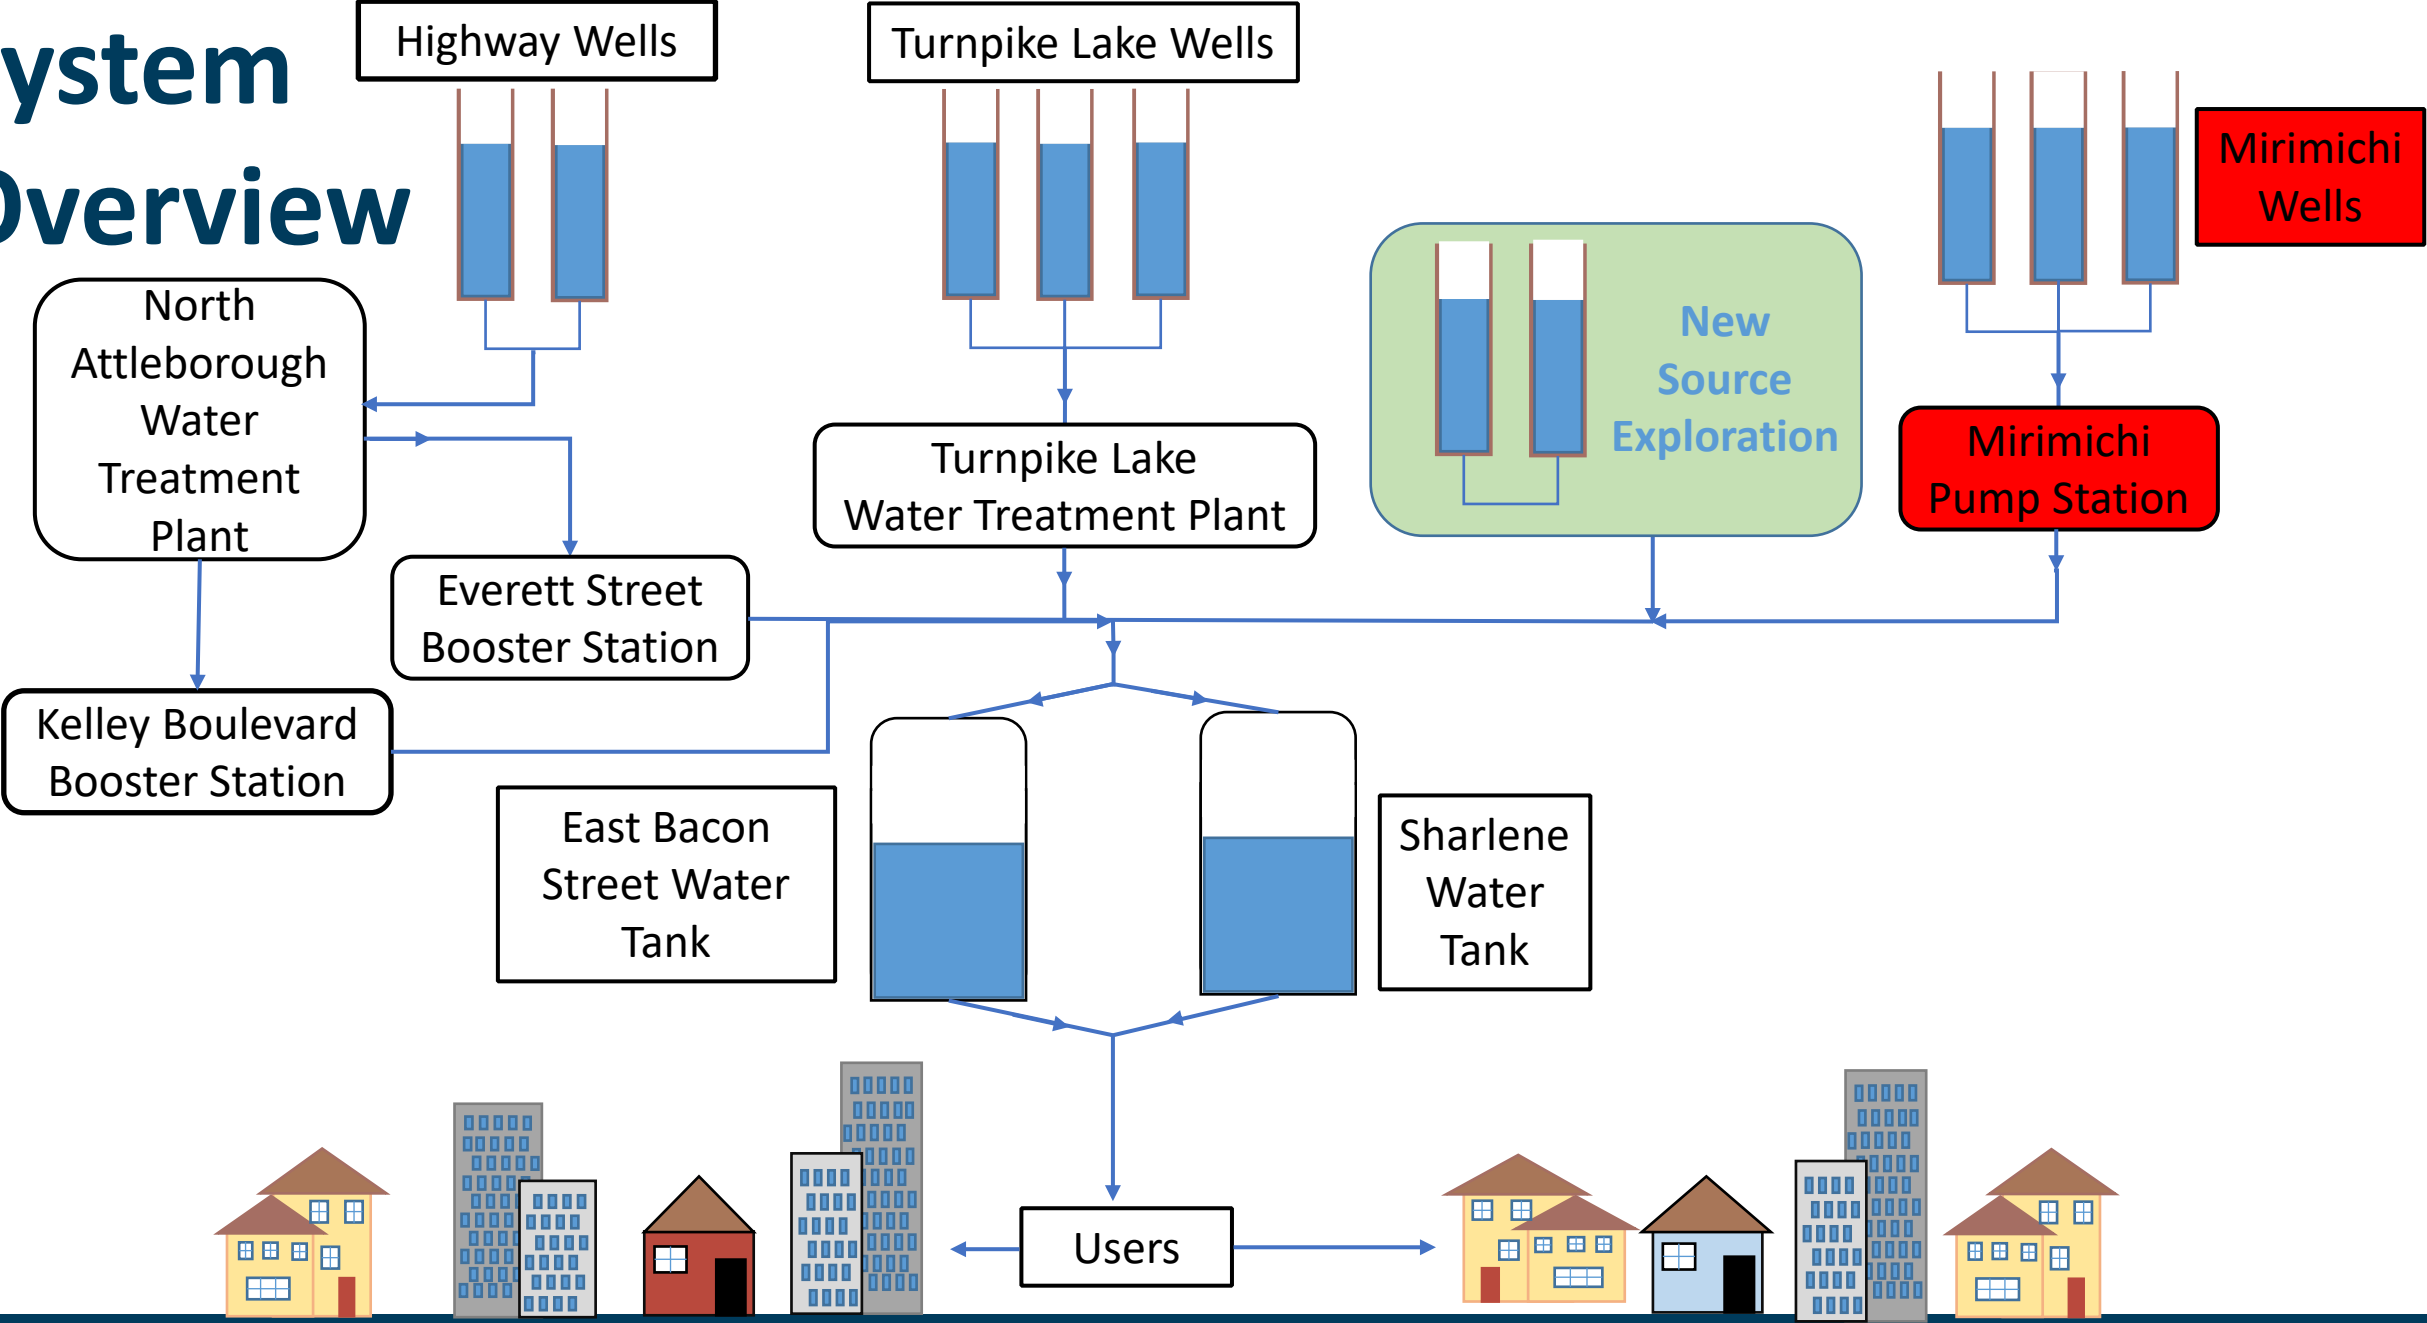 ystem
Overview
Highway Wells
Turnpike Lake Wells
Mirimichi
Wells
North
Attleborough
Water
Treatment
Plant
New
Source
Exploration
Turnpike Lake
Water Treatment Plant
Mirimichi
Pump Station
Everett Street
Booster Station
Kelley Boulevard
Booster Station
East Bacon
Street Water
Tank
Sharlene
Water
Tank
Users